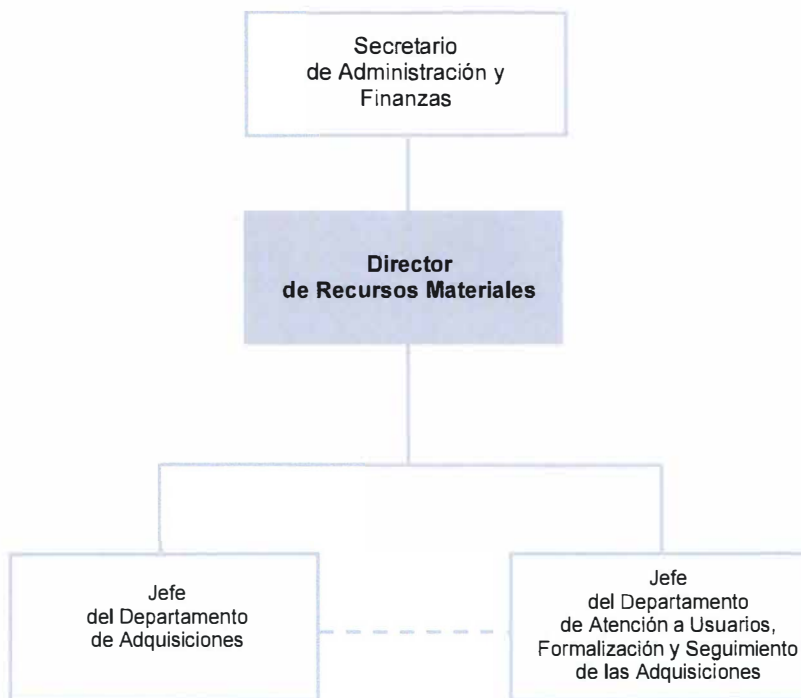 Secretario
de Administración y
Finanzas
Director
de Recursos Materiales
Jefe
del Departamento
de Adquisiciones
Jefe
del Departamento
de Atención a Usuarios,
Formalización y Seguimiento
de las Adquisiciones